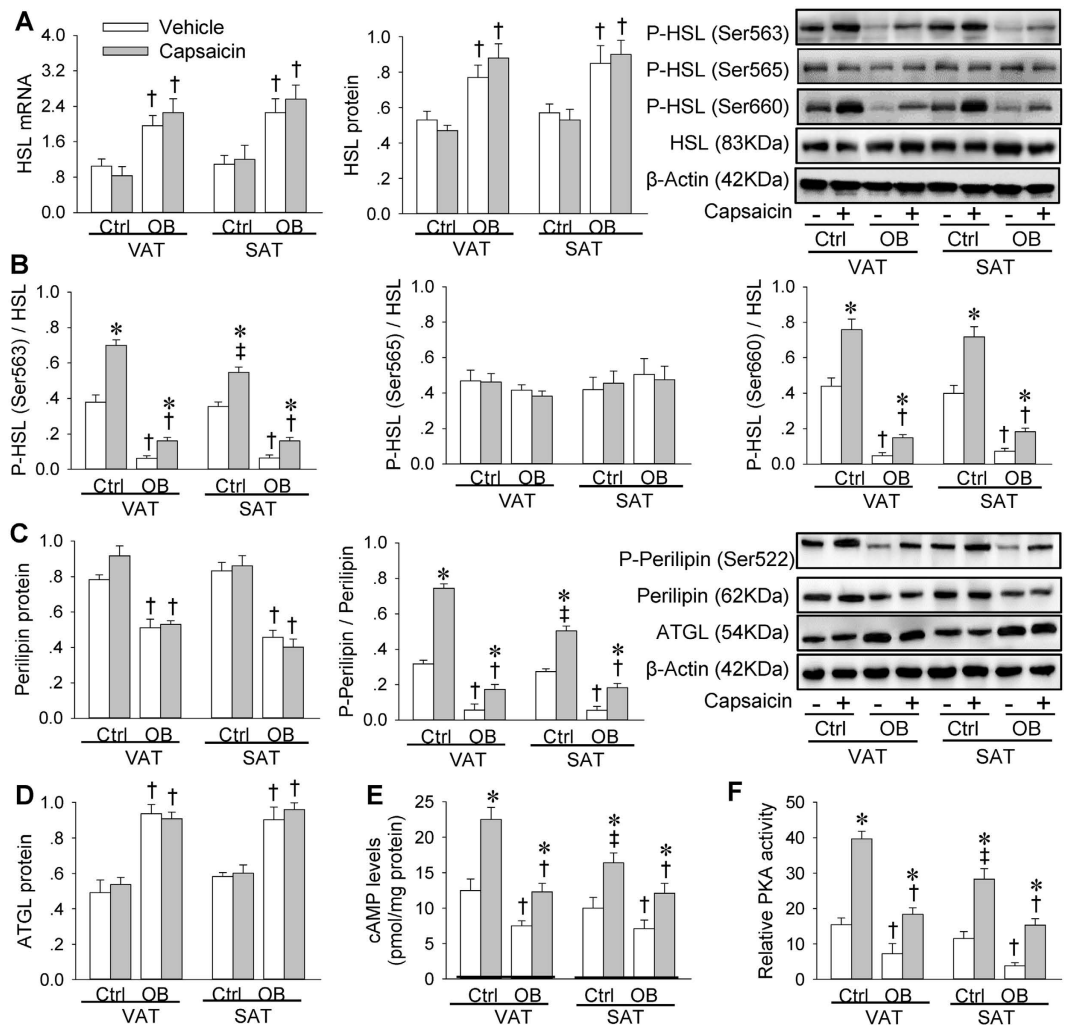 A
Vehicle
Capsaicin
HSL mRNA
4.0
3.2
2.4
1.6
.8
0.0
† † † †
Ctrl OB Ctrl OB
VAT SAT
HSL protein
1.0
.8
.6
.4
.2
0.0
† † † †
Ctrl OB Ctrl OB
VAT SAT
P-HSL (Ser563)
P-HSL (Ser565)
P-HSL (Ser660)
HSL (83KDa)
β-Actin (42KDa)
Capsaicin - + - + - + - +
Ctrl OB Ctrl OB
VAT SAT
B
P-HSL (Ser563) / HSL
1.0
.8
.6
.4
.2
0.0
* † * † * ‡ † * †
Ctrl OB Ctrl OB
VAT SAT
P-HSL (Ser565) / HSL
1.0
.8
.6
.4
.2
.0
Ctrl OB Ctrl OB
VAT SAT
P-HSL (Ser660) / HSL
1.0
.8
.6
.4
.2
0.0
* † * † * † * †
Ctrl OB Ctrl OB
VAT SAT
C
Perilipin protein
1.0
.8
.6
.4
.2
0.0
† † † †
Ctrl OB Ctrl OB
VAT SAT
P-Perilipin / Perilipin
1.0
.8
.6
.4
.2
0.0
* † * † * ‡ † * †
Ctrl OB Ctrl OB
VAT SAT
P-Perilipin (Ser522)
Perilipin (62KDa)
ATGL (54KDa)
β-Actin (42KDa)
Capsaicin - + - + - + - +
Ctrl OB Ctrl OB
VAT SAT
D
ATGL protein
1.0
.8
.6
.4
.2
0.0
† † † †
Ctrl OB Ctrl OB
VAT SAT
E
cAMP levels
(pmol/mg protein)
25
20
15
10
5
0
* † * † * ‡ † * †
Ctrl OB Ctrl OB
VAT SAT
F
Relative PKA activity
50
40
30
20
10
0
* † * † * ‡ † * †
Ctrl OB Ctrl OB
VAT SAT